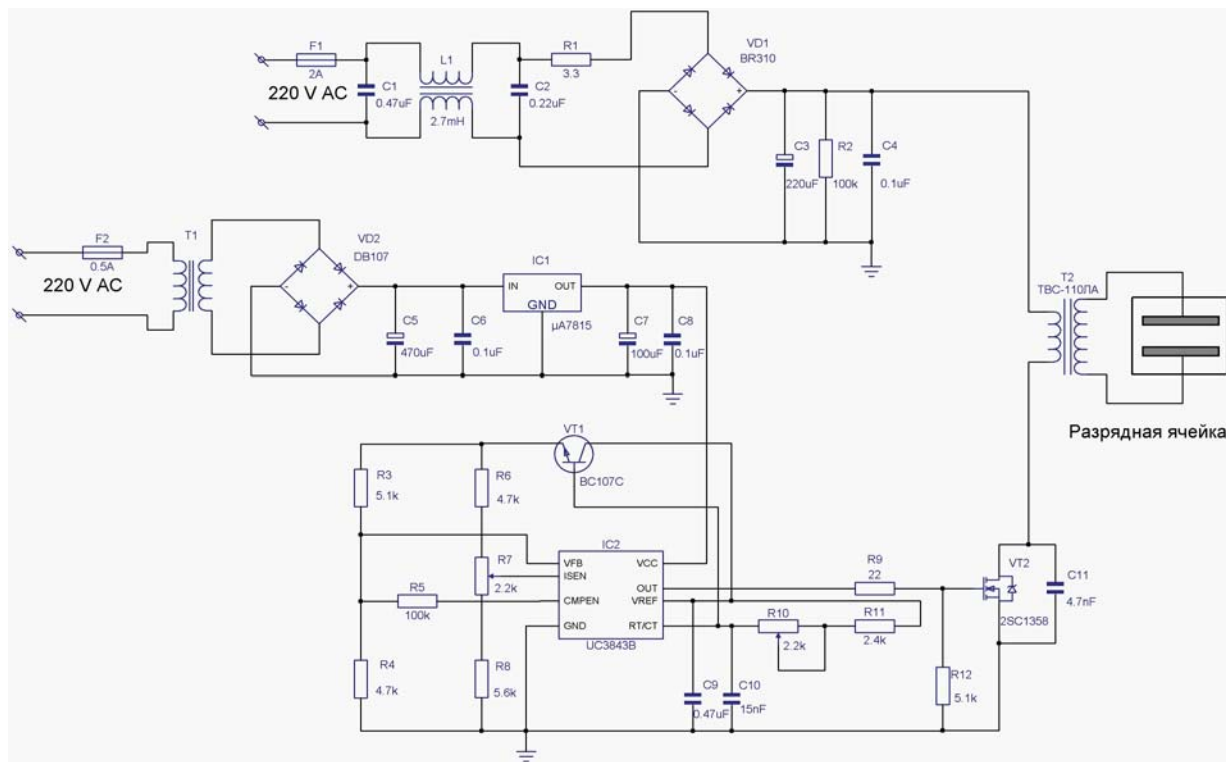 F1
2A
220 V AC
C1
0.47uF
L1
2.7mH
C2
0.22uF
R1
3.3
VD1
BR310
-
+
C3
220uF
R2
100k
C4
0.1uF
F2
0.5A
220 V AC
T1
VD2
DB107
-
+
C5
470uF
C6
0.1uF
IC1
IN
OUT
GND
µA7815
C7
100uF
C8
0.1uF
T2
ТВС-110ЛА
Разрядная ячейка
VT1
BC107C
R3
5.1k
R6
4.7k
R7
2.2k
R5
100k
R4
4.7k
R8
5.6k
IC2
VFB
ISEN
CMPEN
GND
VCC
OUT
VREF
RT/CT
UC3843B
C9
0.47uF
C10
15nF
R9
22
R10
2.2k
R11
2.4k
R12
5.1k
VT2
2SC1358
C11
4.7nF